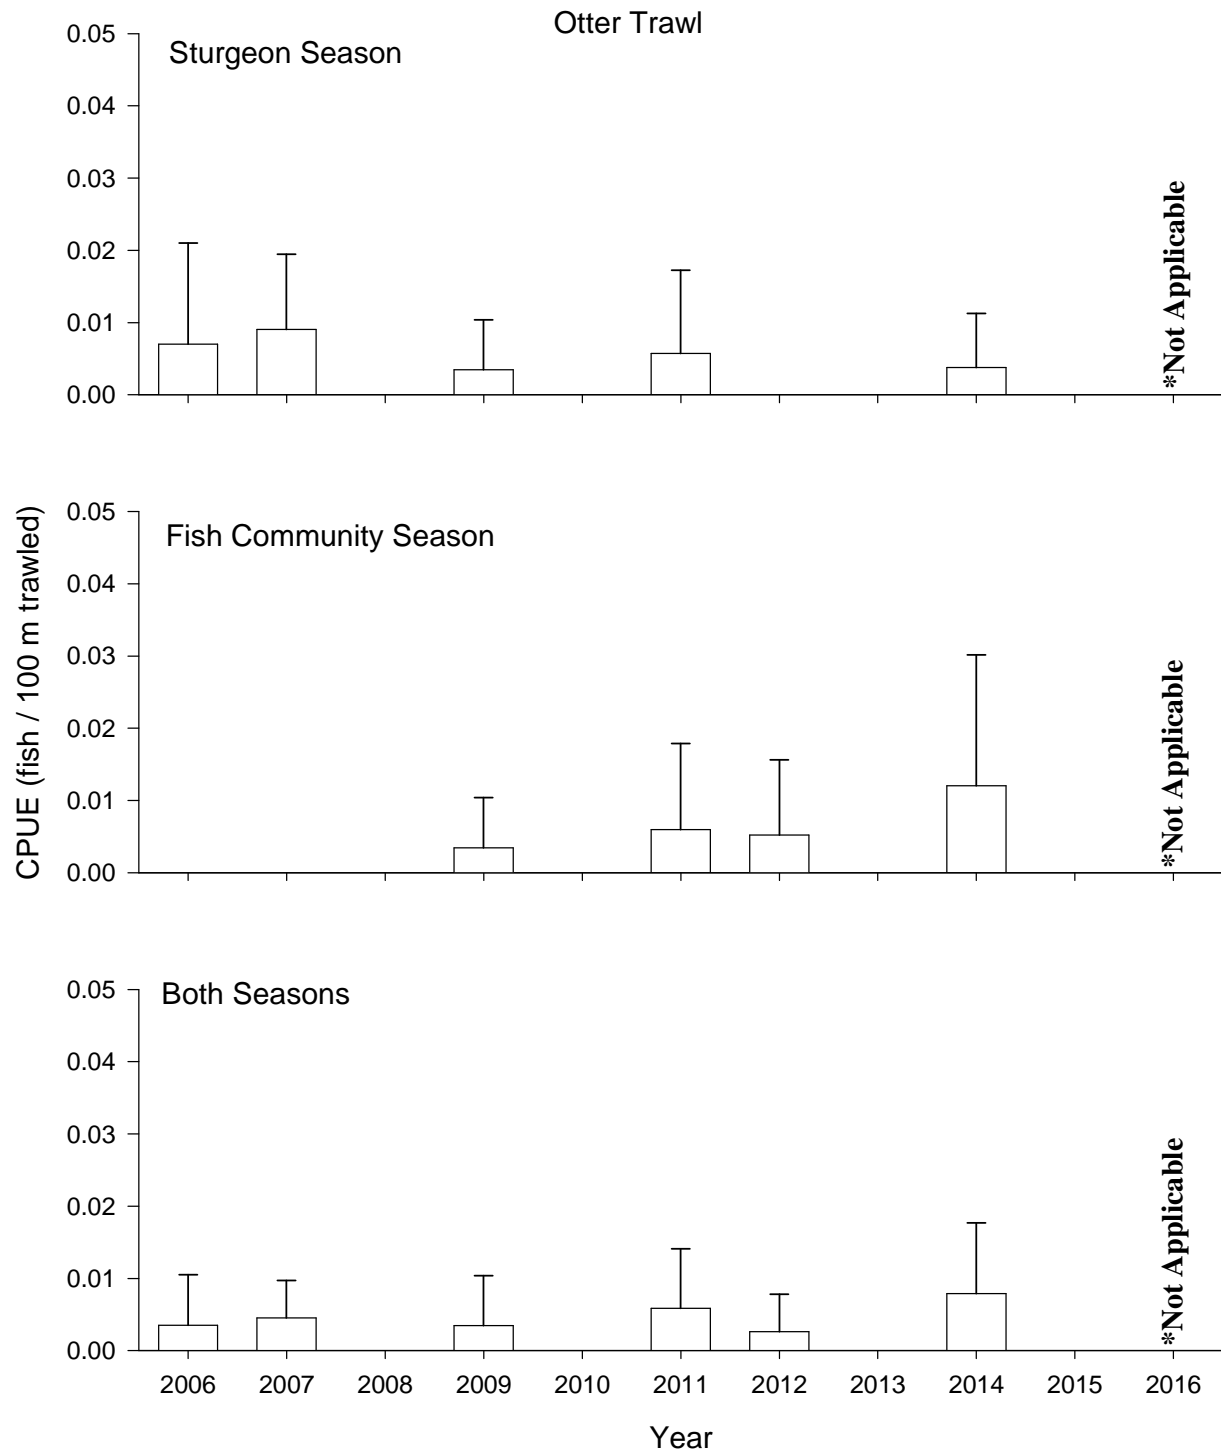 Otter Trawl
Sturgeon Season
0.05
0.04
0.03
0.02
0.01
0.00
*Not Applicable
CPUE (fish / 100 m trawled)
Fish Community Season
0.05
0.04
0.03
0.02
0.01
0.00
*Not Applicable
Both Seasons
0.05
0.04
0.03
0.02
0.01
0.00
*Not Applicable
2006 2007 2008 2009 2010 2011 2012 2013 2014 2015 2016
Year